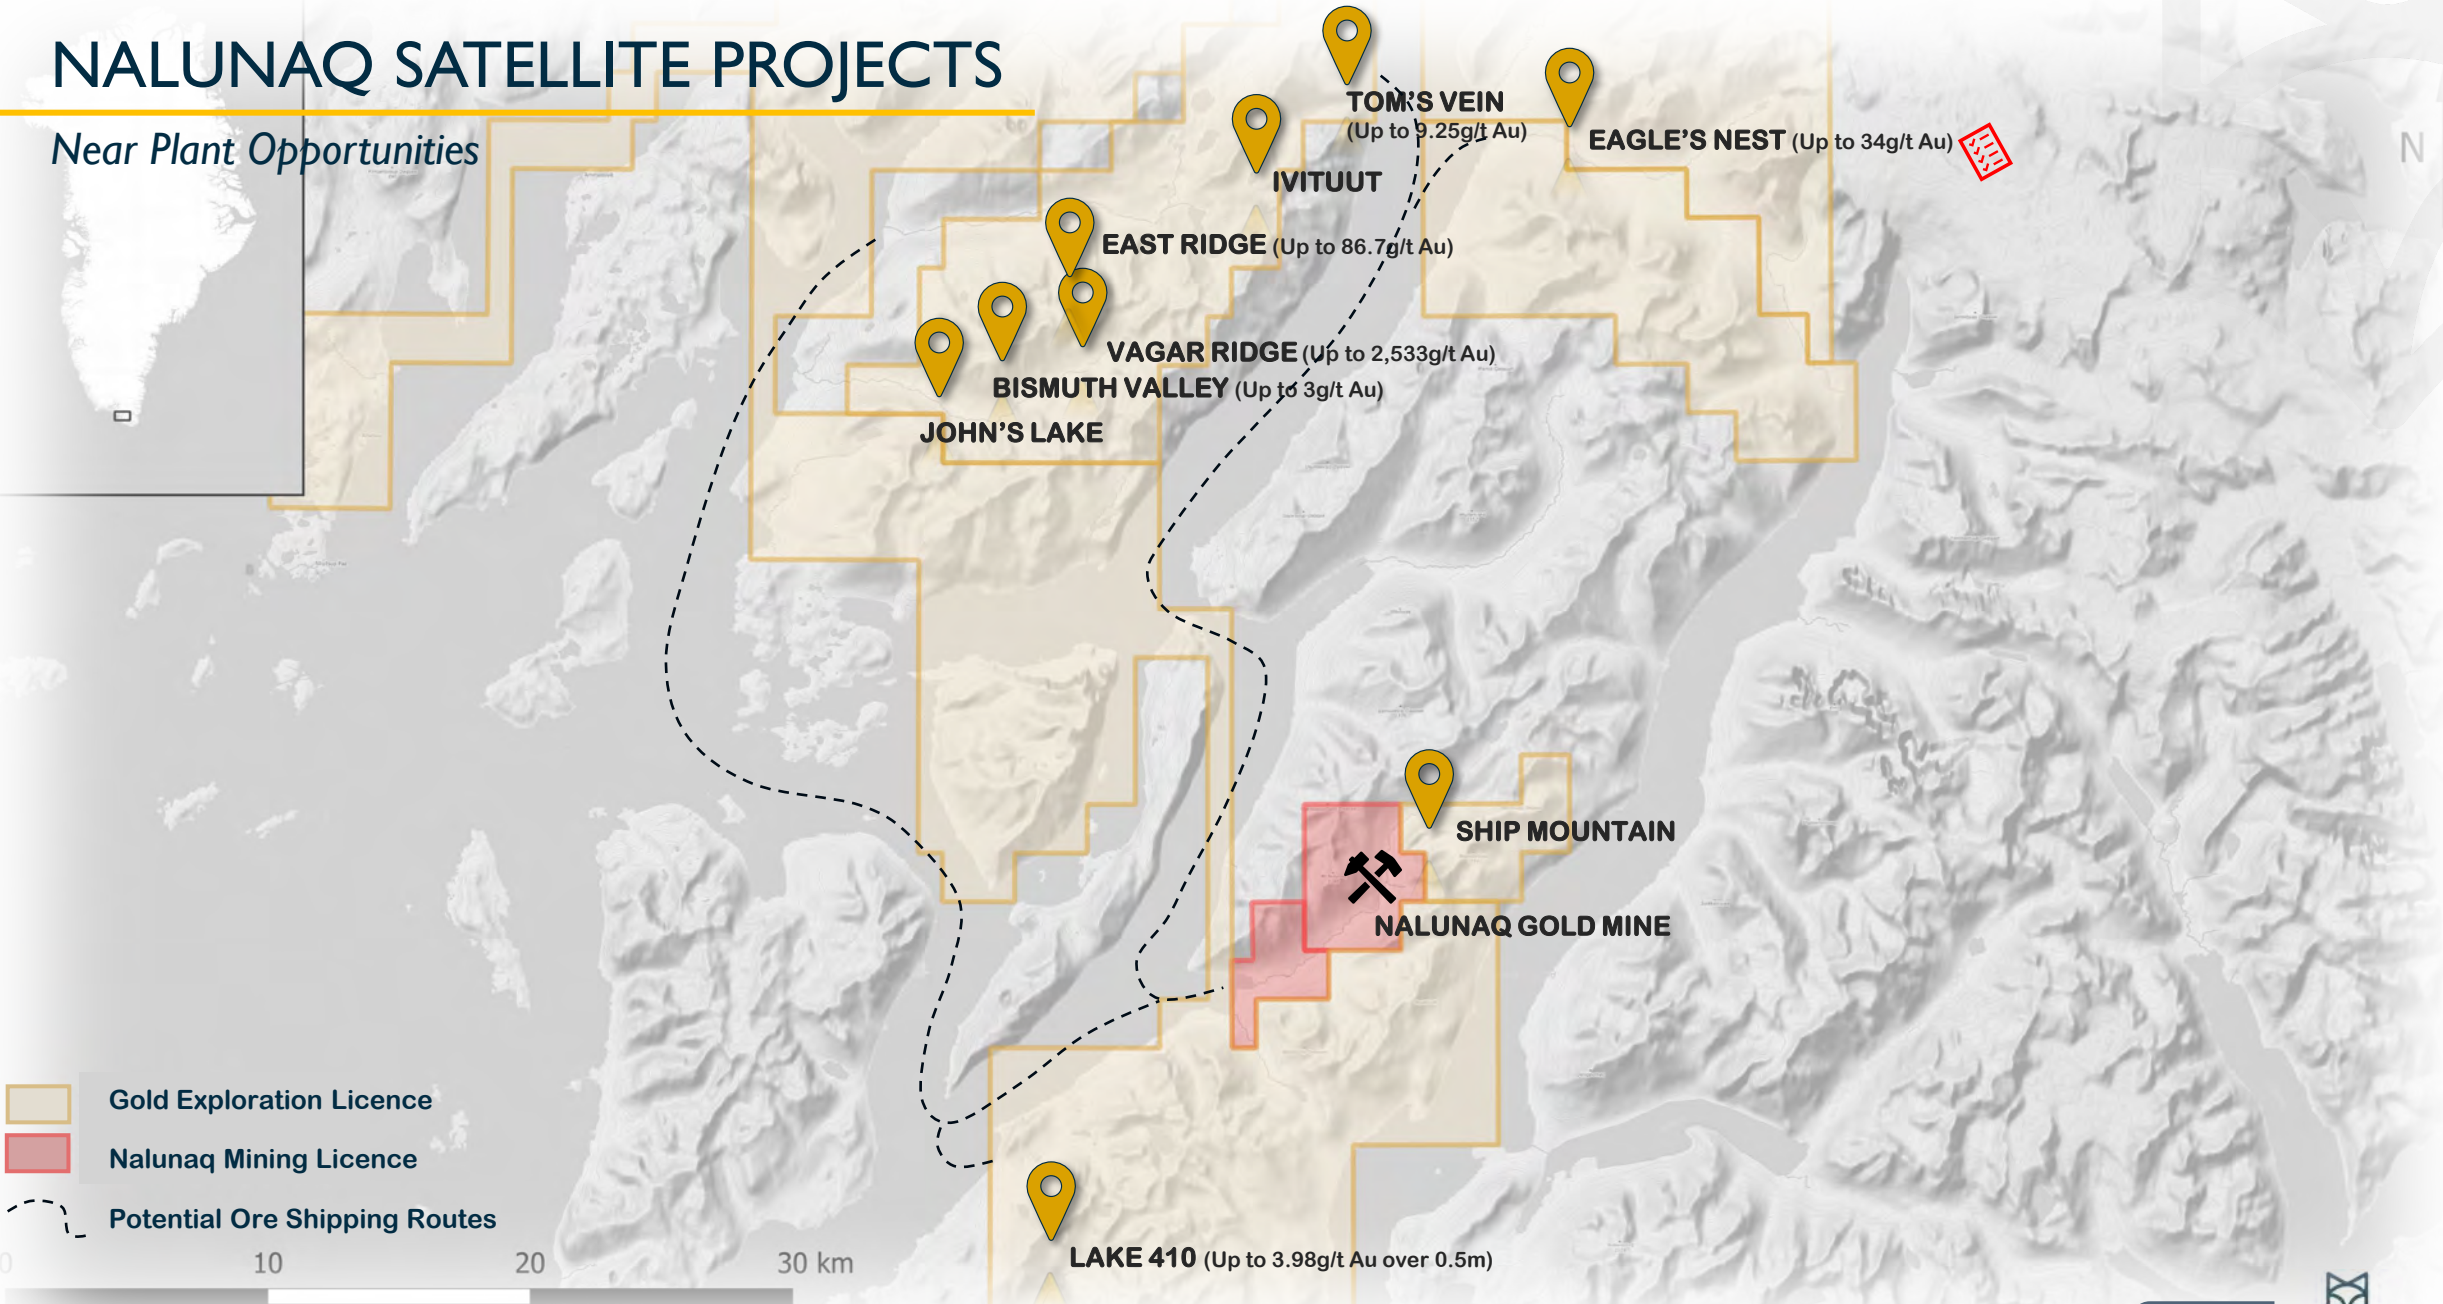 NALUNAQ SATELLITE PROJECTS
Near Plant Opportunities
N
TOM'S VEIN
(Up to 9.25g/t Au)
EAGLE'S NEST (Up to 34g/t Au)
IVITUUT
EAST RIDGE (Up to 86.7g/t Au)
VAGAR RIDGE (Up to 2,533g/t Au)
BISMUTH VALLEY (Up to 3g/t Au)
JOHN'S LAKE
SHIP MOUNTAIN
NALUNAQ GOLD MINE
Gold Exploration Licence
Nalunaq Mining Licence
Potential Ore Shipping Routes
0 10 20 30 km
LAKE 410 (Up to 3.98g/t Au over 0.5m)